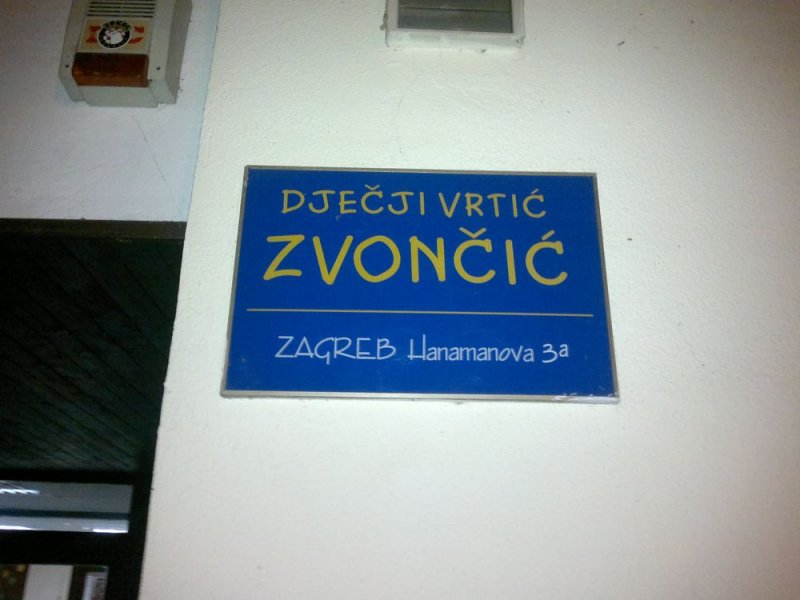 DJEČJI VRTIĆ
ZVONČIĆ
ZAGREB Hanamanova 3a